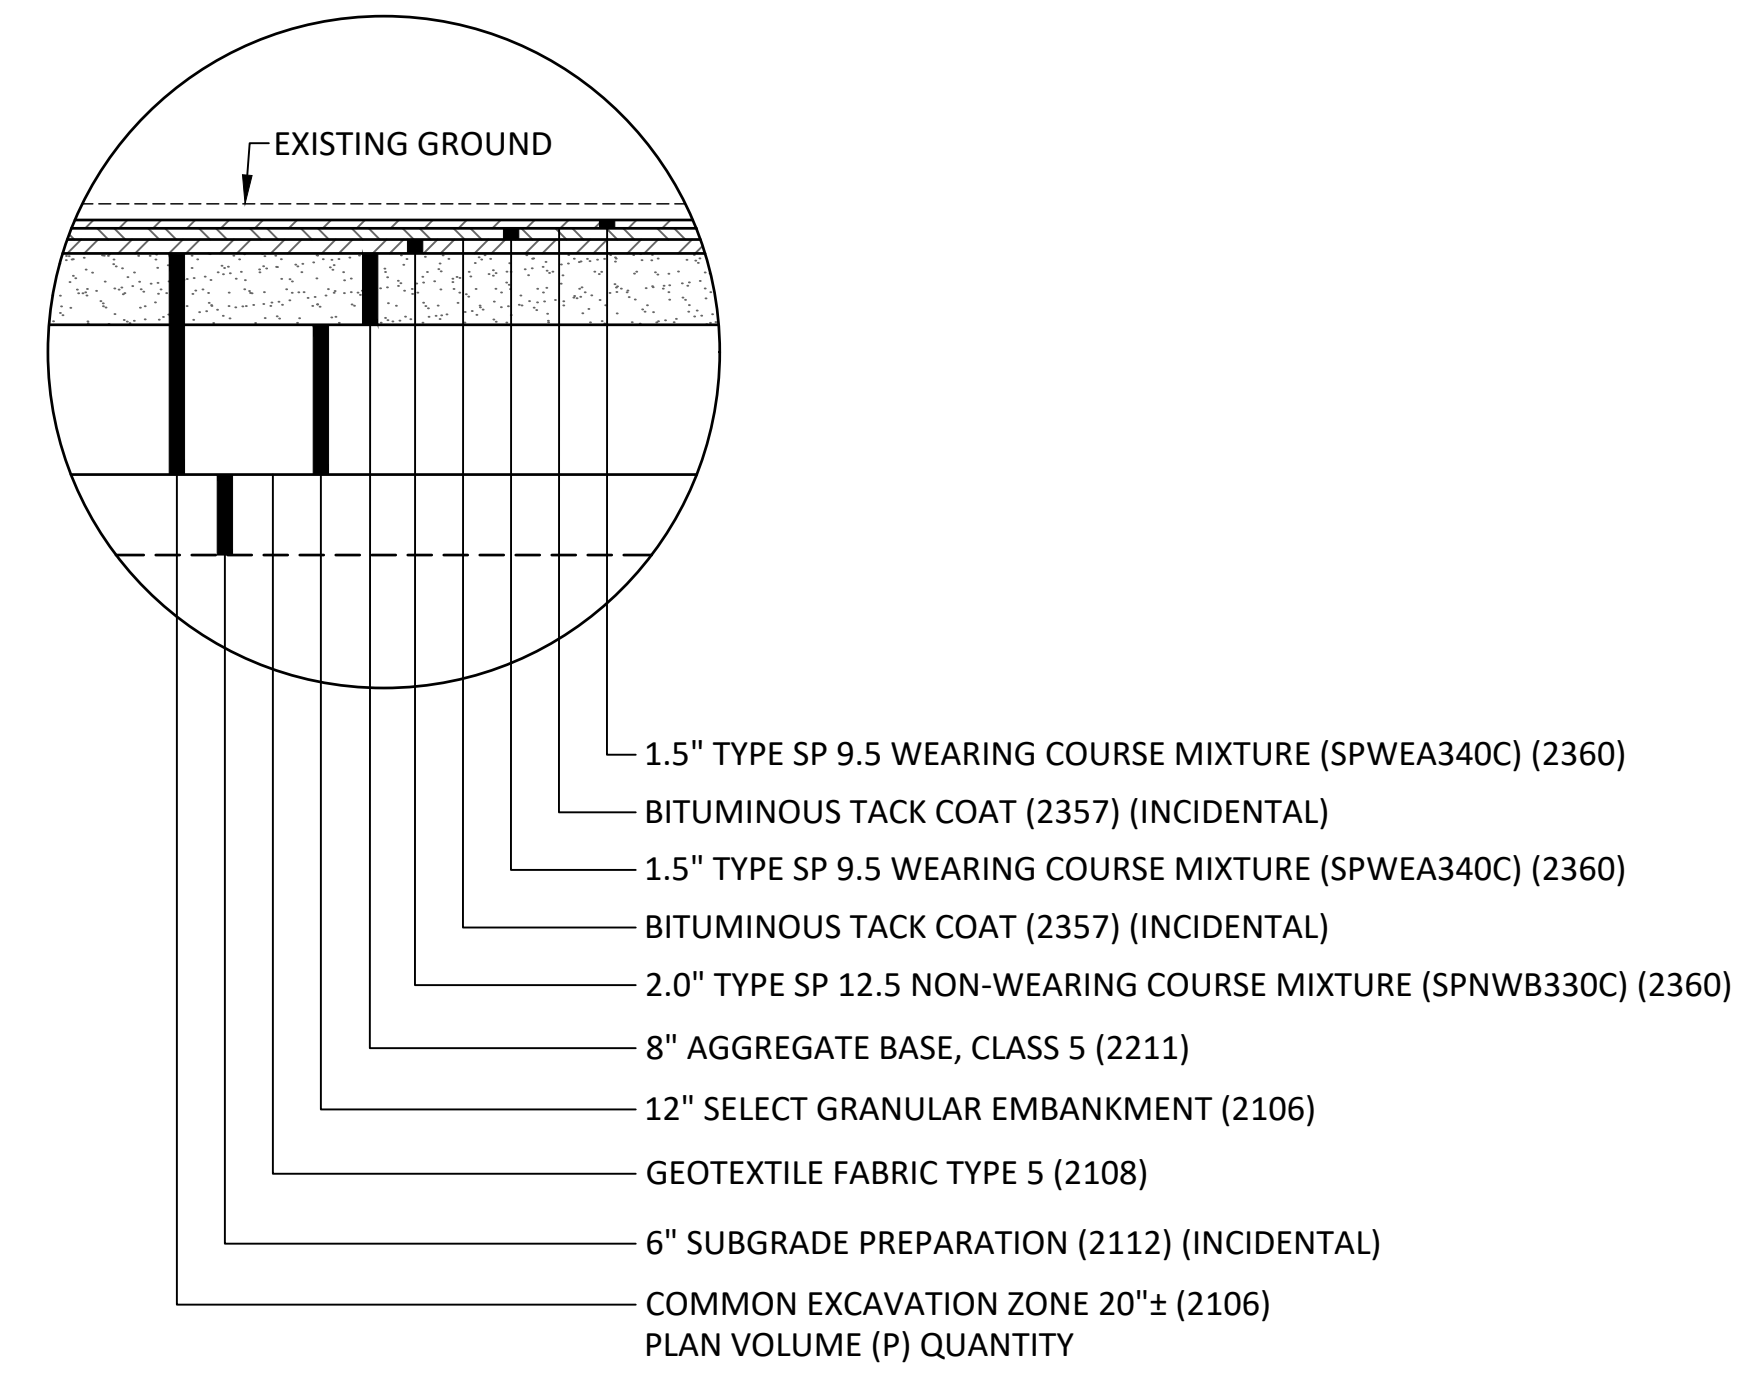 EXISTING GROUND
1.5" TYPE SP 9.5 WEARING COURSE MIXTURE (SPWEA340C) (2360)
BITUMINOUS TACK COAT (2357) (INCIDENTAL)
1.5" TYPE SP 9.5 WEARING COURSE MIXTURE (SPWEA340C) (2360)
BITUMINOUS TACK COAT (2357) (INCIDENTAL)
2.0" TYPE SP 12.5 NON-WEARING COURSE MIXTURE (SPNWB330C) (2360)
8" AGGREGATE BASE, CLASS 5 (2211)
12" SELECT GRANULAR EMBANKMENT (2106)
GEOTEXTILE FABRIC TYPE 5 (2108)
6" SUBGRADE PREPARATION (2112) (INCIDENTAL)
COMMON EXCAVATION ZONE 20"± (2106)
PLAN VOLUME (P) QUANTITY